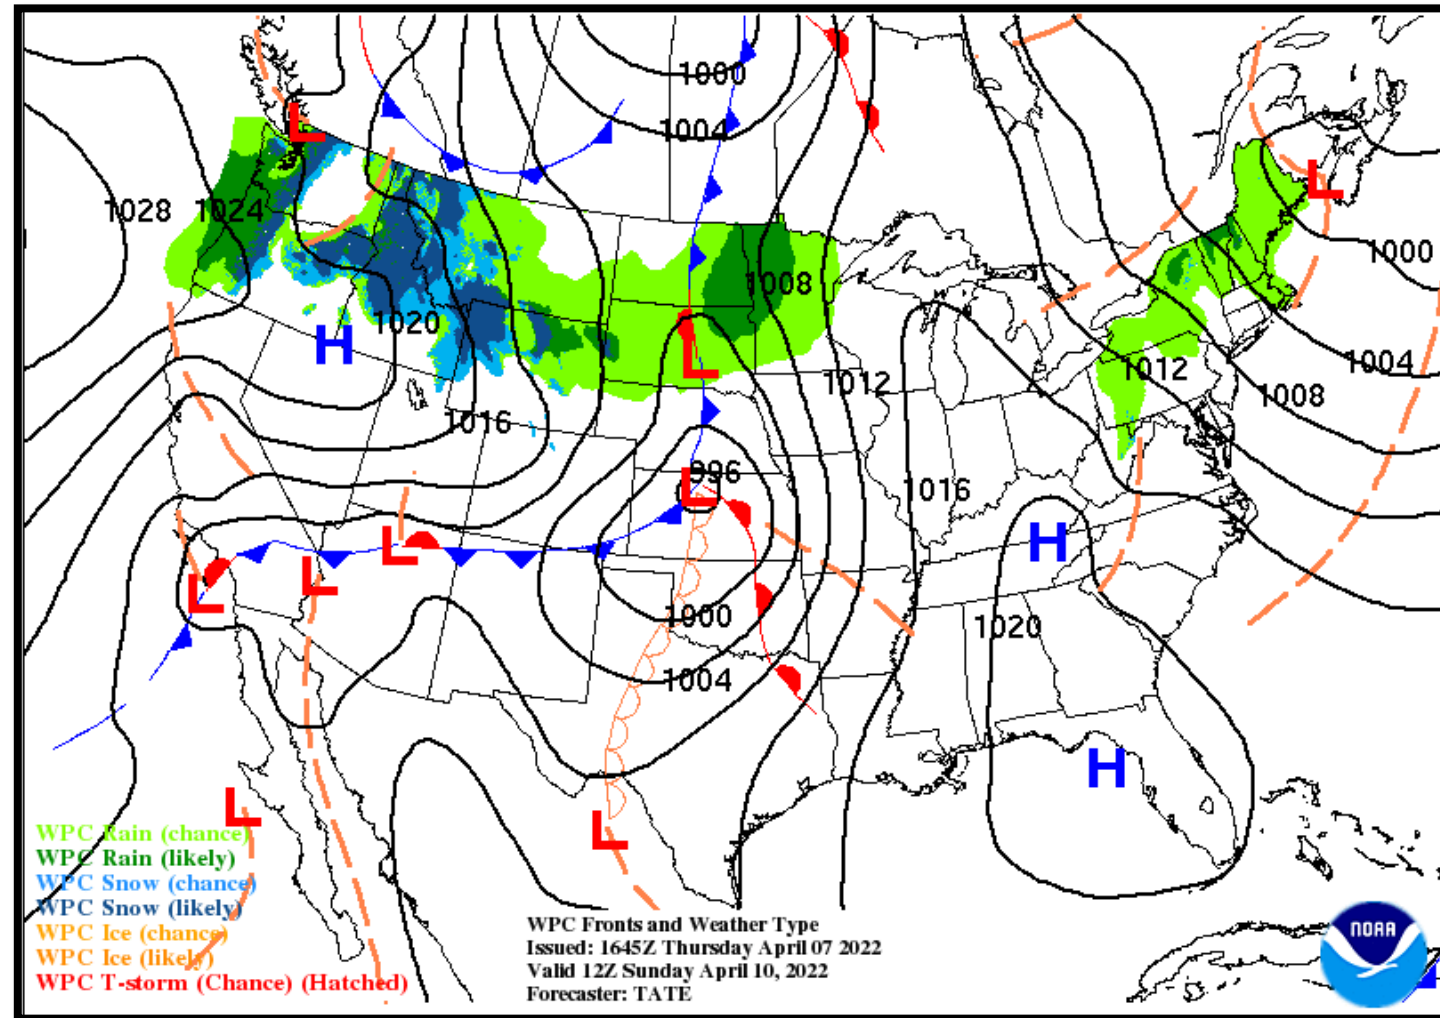 1000
1004
L
1028 1024
L
1000
1008
H
1020
L
1004
1012
1012
1008
1016
996
L
1016
H
L
L
L
1000
1020
1004
H
L
L
WPC Rain (chance)
WPC Rain (likely)
WPC Snow (chance)
WPC Snow (likely)
WPC Ice (chance)
WPC Ice (likely)
WPC T-storm (Chance) (Hatched)
WPC Fronts and Weather Type
Issued: 1645Z Thursday April 07 2022
Valid 12Z Sunday April 10, 2022
Forecaster: TATE
NOAA